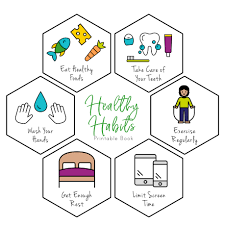 Eat Healthy
Foods
Take Care of
Your Teeth
Wash Your
Hands
Healthy
Habits
Printable Book
Exercise
Regularly
Get Enough
Rest
Limit Screen
Time